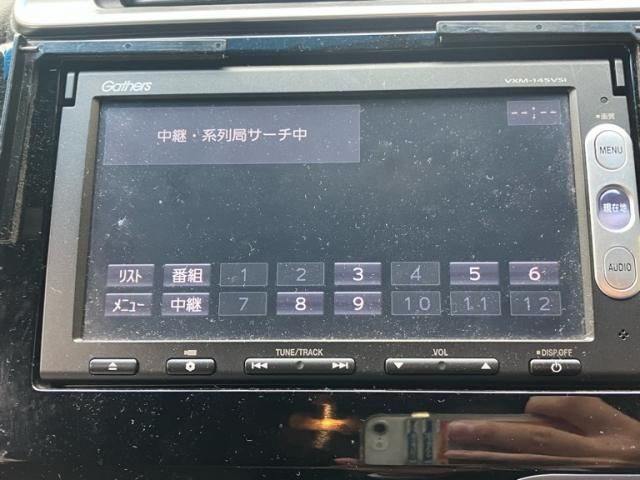 Gathers
VXM-145VSi
中継・系列局サーチ中
--:--
画質
MENU
現在地
AUDIO
リスト 番組 1 2 3 4 5 6
メニュー 中継 7 8 9 10 11 12
TUNE/TRACK
VOL
DISP.OFF